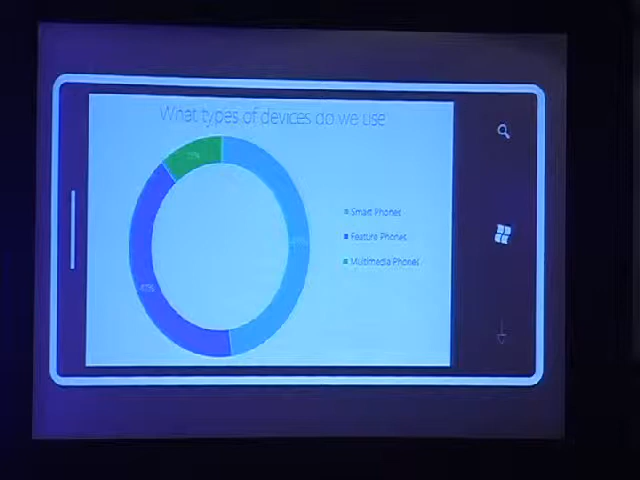 What types of devices do we use
Smart Phones
Feature Phones
Multimedia Phones